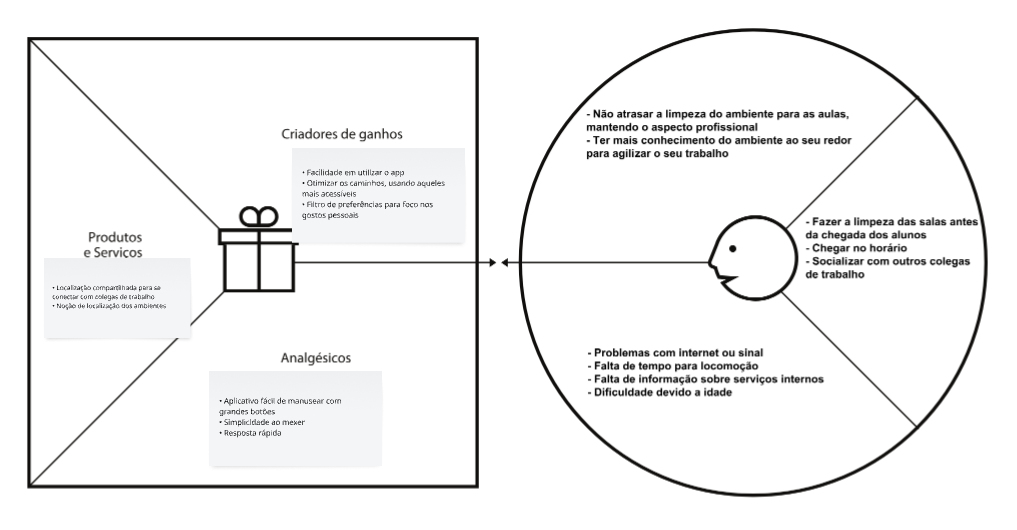 Criadores de ganhos
• Facilidade em utilizar o app
• Otimizar os caminhos, usando aqueles
mais acessíveis
• Filtro de preferências para foco nos
gostos pessoais
Produtos
e Serviços
• Localização compartilhada para se
conectar com colegas de trabalho
• Noção de localização dos ambientes
Analgésicos
• Aplicativo fácil de manusear com
grandes botões
• Simplicidade ao mexer
• Resposta rápida
- Não atrasar a limpeza do ambiente para as aulas,
mantendo o aspecto profissional
- Ter mais conhecimento do ambiente ao seu redor
para agilizar o seu trabalho
- Fazer a limpeza das salas antes
da chegada dos alunos
- Chegar no horário
- Socializar com outros colegas
de trabalho
- Problemas com internet ou sinal
- Falta de tempo para locomoção
- Falta de informação sobre serviços internos
- Dificuldade devido a idade